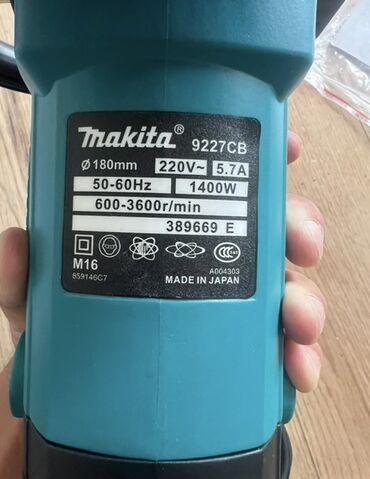 makita® 9227CB
Ø180mm 220V~ 5.7A
50-60Hz 1400W
600-3600r/min
389669 E
M16
859146C7
A004303
MADE IN JAPAN